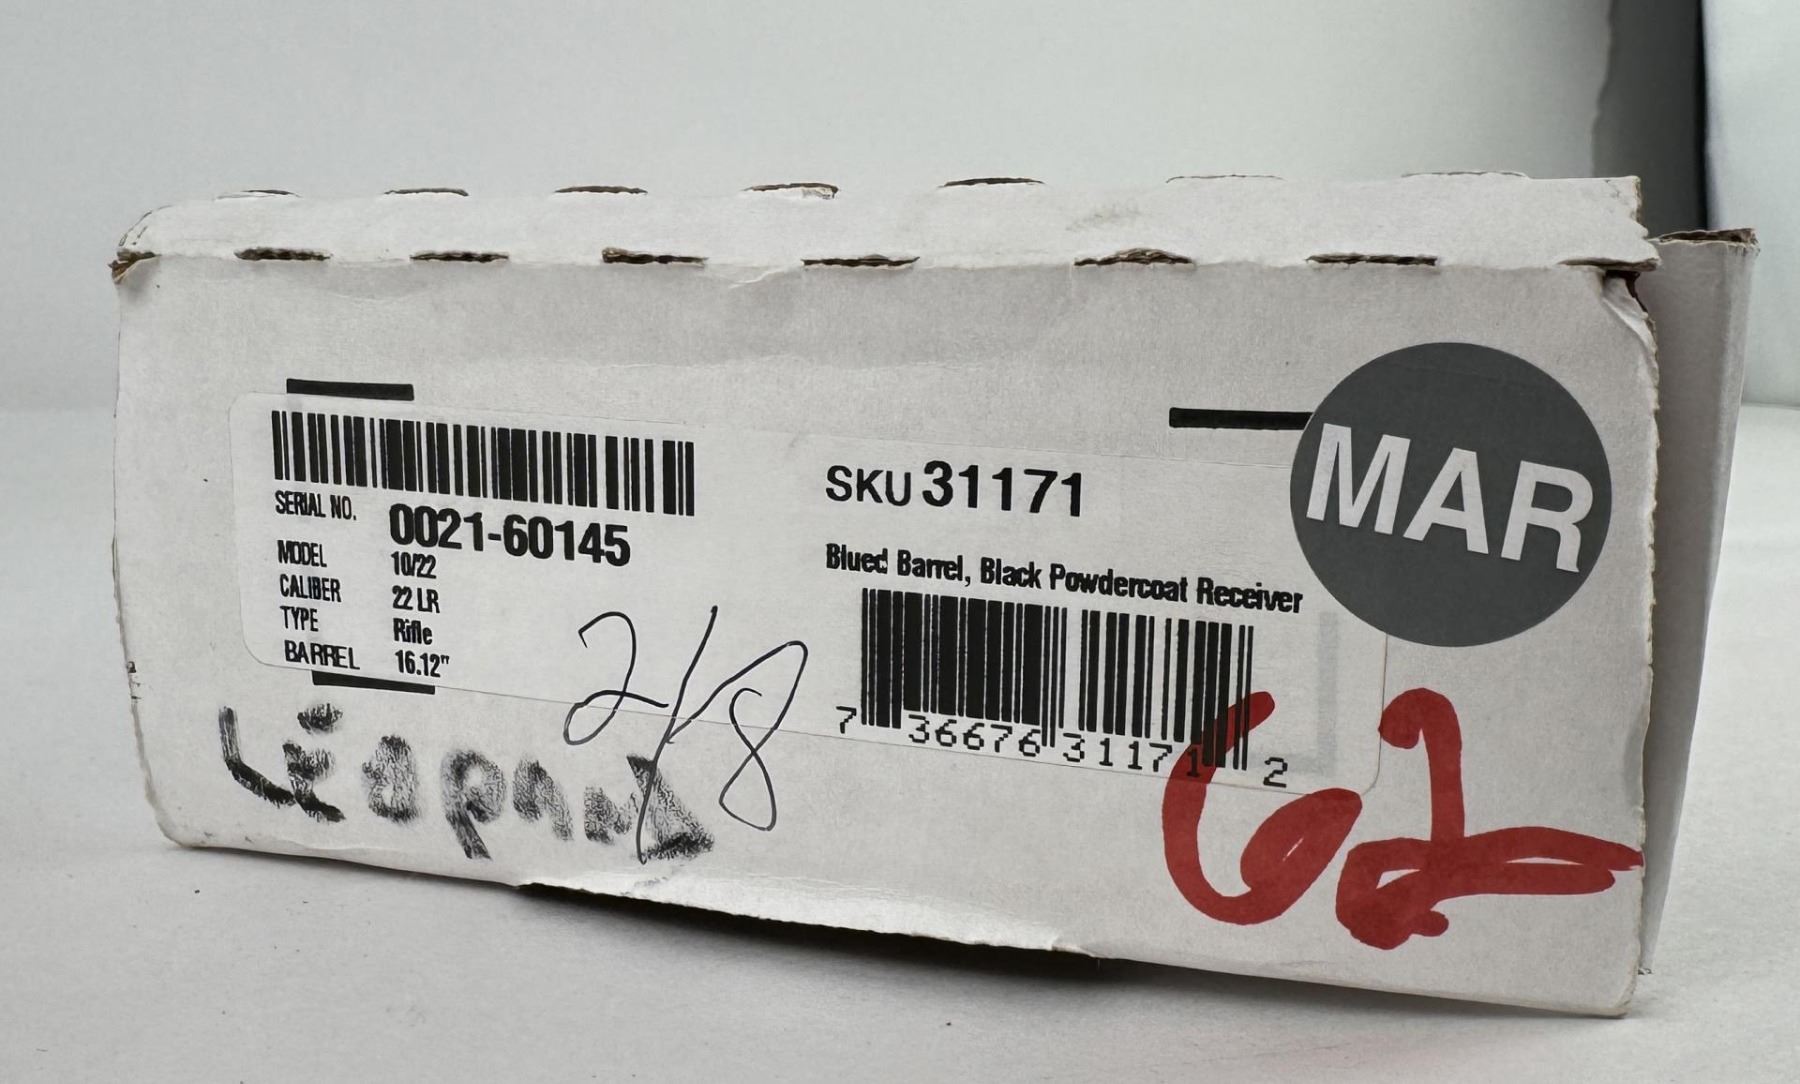 SERIAL NO. 0021-60145
MODEL 10/22
CALIBER 22 LR
TYPE Rifle
BARREL 16.12"
SKU 31171
Blued Barrel, Black Powdercoat Receiver
7 36676 31171 2
MAR
2/8
Leopard
62